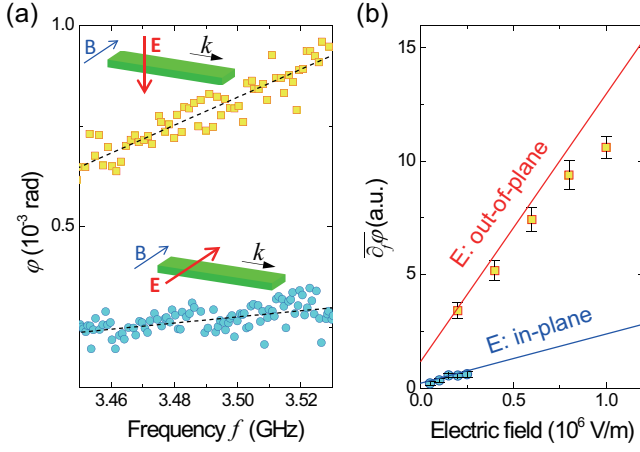 (a)
1.0
0.5
φ (10⁻³ rad)
B
E
k
B
E
k
3.46
3.48
3.50
3.52
Frequency f (GHz)
(b)
15
10
5
0
∂fφ (a.u.)
E: out-of-plane
E: in-plane
0.0
0.5
1.0
Electric field (10⁶ V/m)